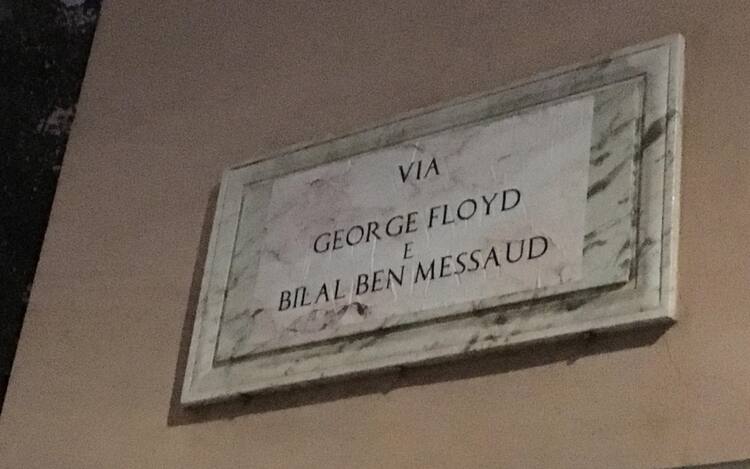 VIA
GEORGE FLOYD
E
BILAL BEN MESSAUD